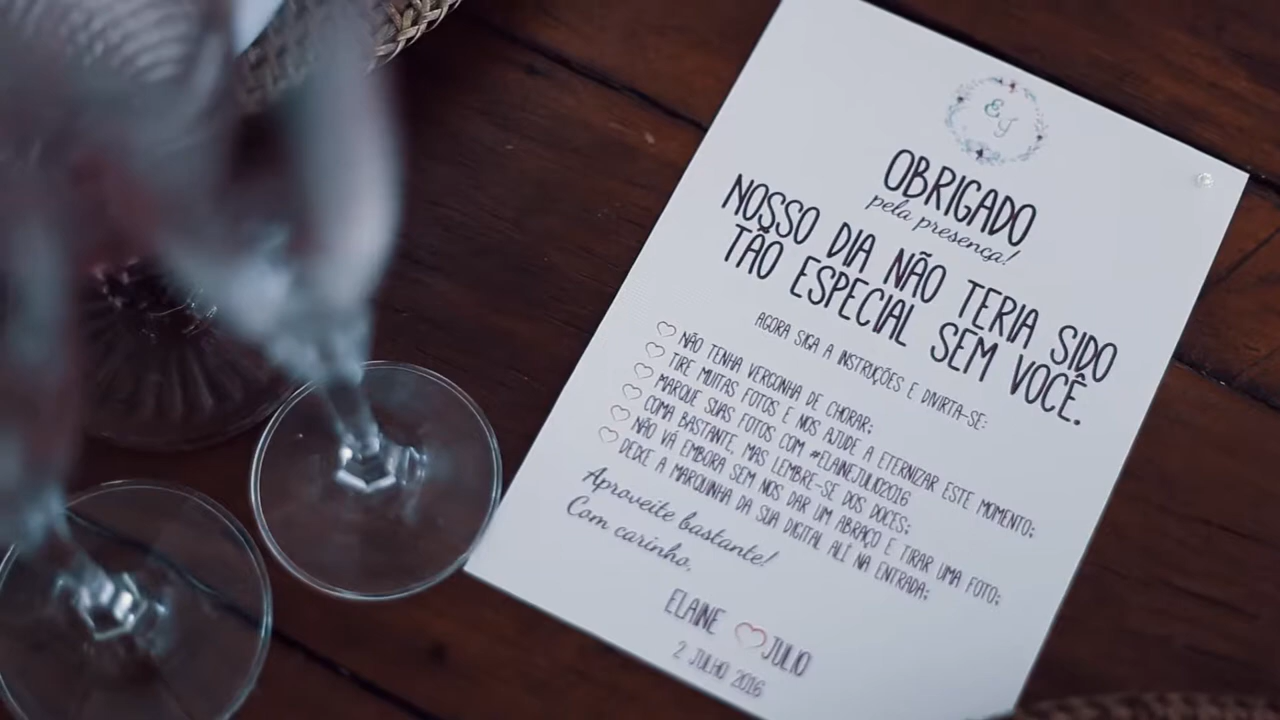 EJ
OBRIGADO
pela presença!
NOSSO DIA NÃO TERIA SIDO
TÃO ESPECIAL SEM VOCÊ.
AGORA SIGA A INSTRUÇÕES E DIVIRTA-SE:
NÃO TENHA VERGONHA DE CHORAR;
TIRE MUITAS FOTOS E NOS AJUDE A ETERNIZAR ESTE MOMENTO;
MARQUE SUAS FOTOS COM #ELAINEJULIO2016
COMA BASTANTE, MAS LEMBRE-SE DOS DOCES;
NÃO VÁ EMBORA SEM NOS DAR UM ABRAÇO E TIRAR UMA FOTO;
DEIXE A MARQUINHA DA SUA DIGITAL ALÍ NA ENTRADA;
Aproveite bastante!
Com carinho,
ELAINE JULIO
2 JULHO 2016